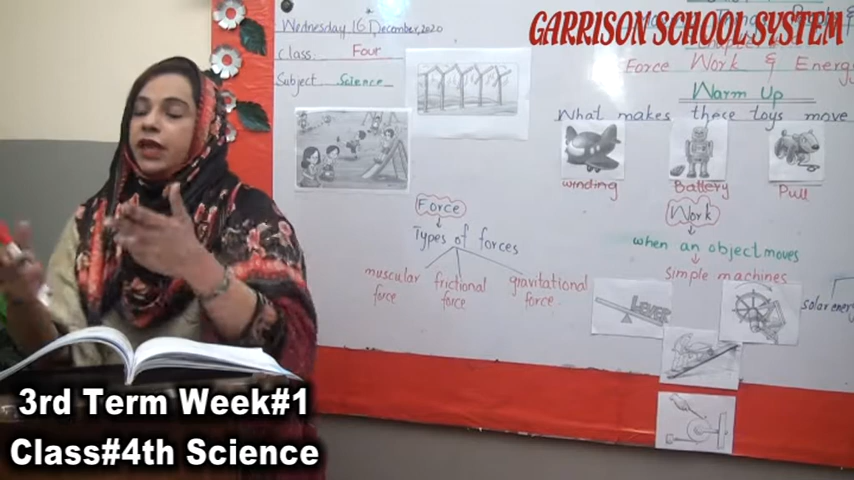 GARRISON SCHOOL SYSTEM
Wednesday 16 December, 2020
Class: Four
Subject Science
Force Work & Energy
Warm Up
What makes these toys move
winding
Battery
Pull
Force
Types of forces
muscular force
frictional force
gravitational force
Work
when an object moves
simple machines
LEVER
solar energy
3rd Term Week#1
Class#4th Science